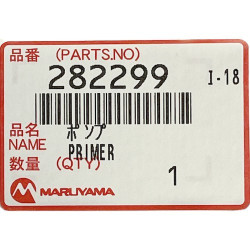 品番 (PARTS.NO)
282299 I-18
品名 ポンプ
NAME PRIMER
数量 (QTY)
1
MARUYAMA